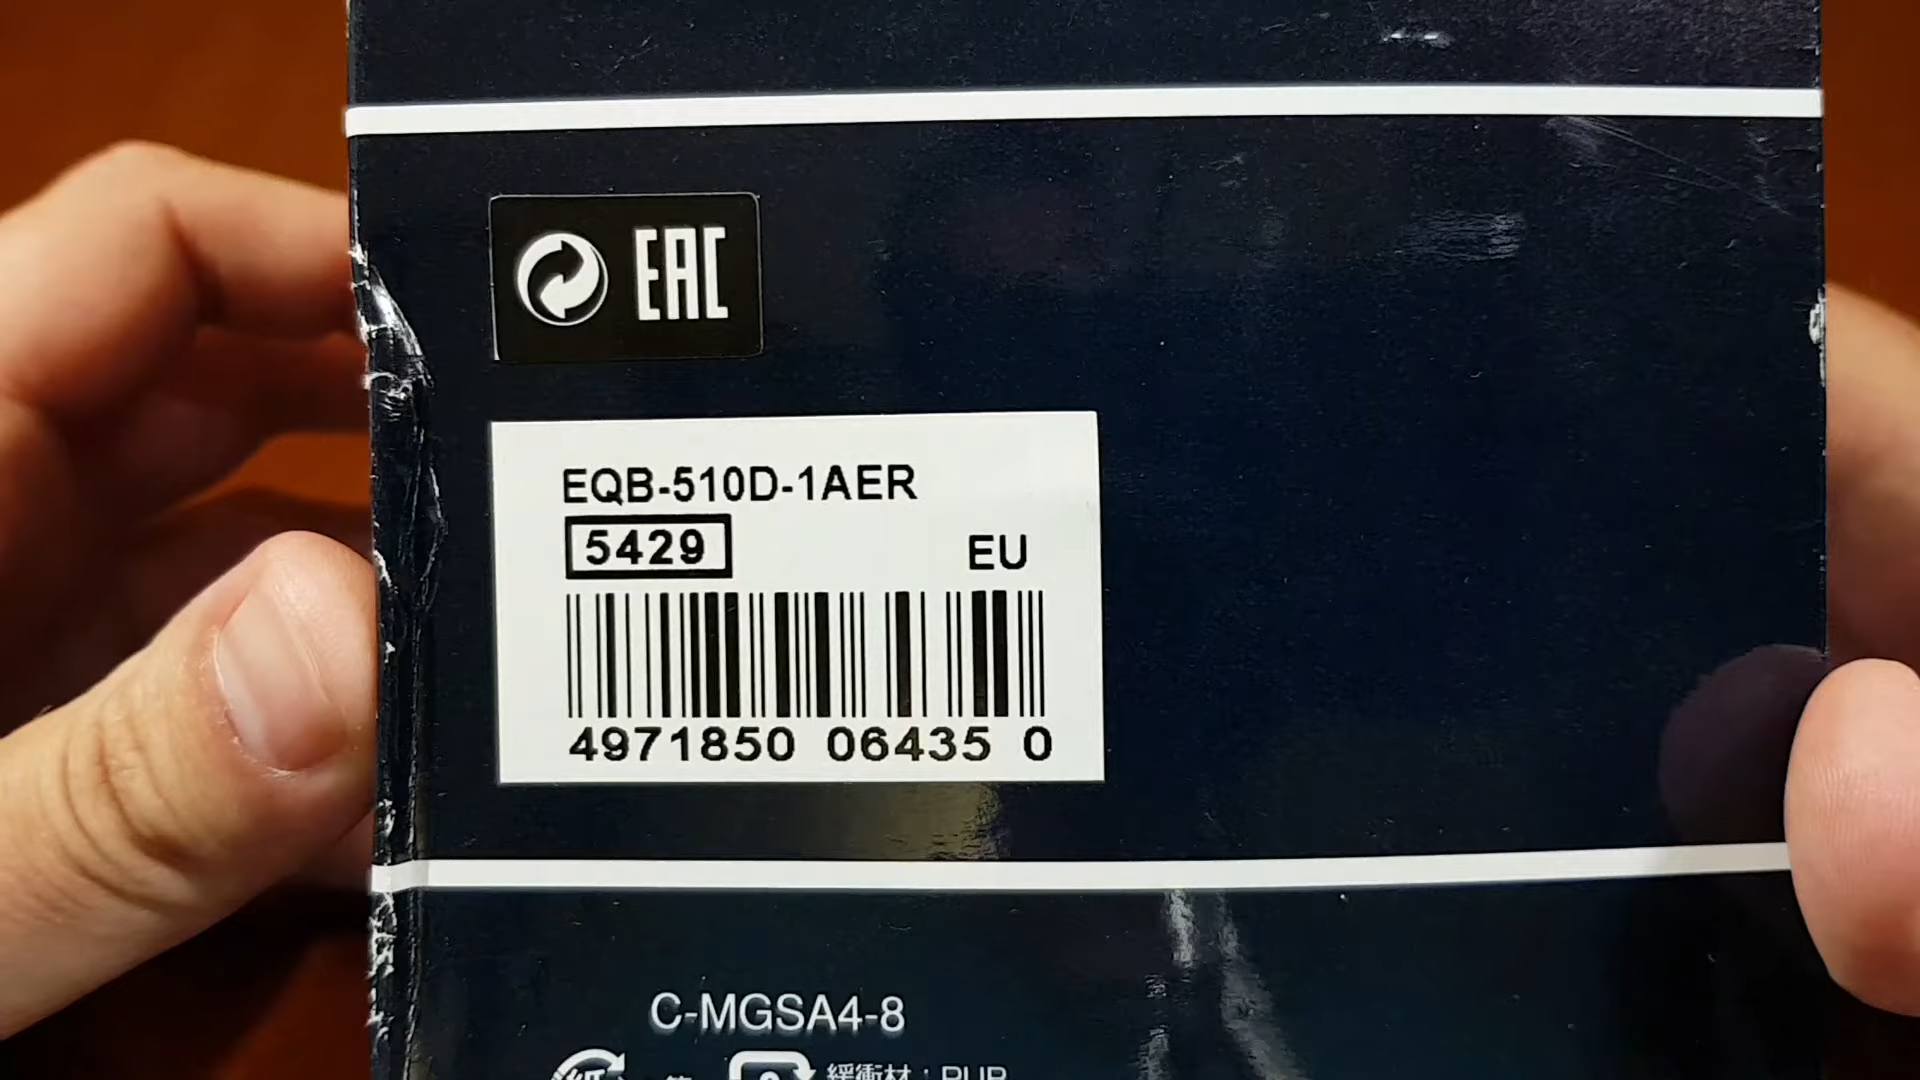 EAC
EQB-510D-1AER
5429
EU
4971850 06435 0
C-MGSA4-8
緩衝材：PUR